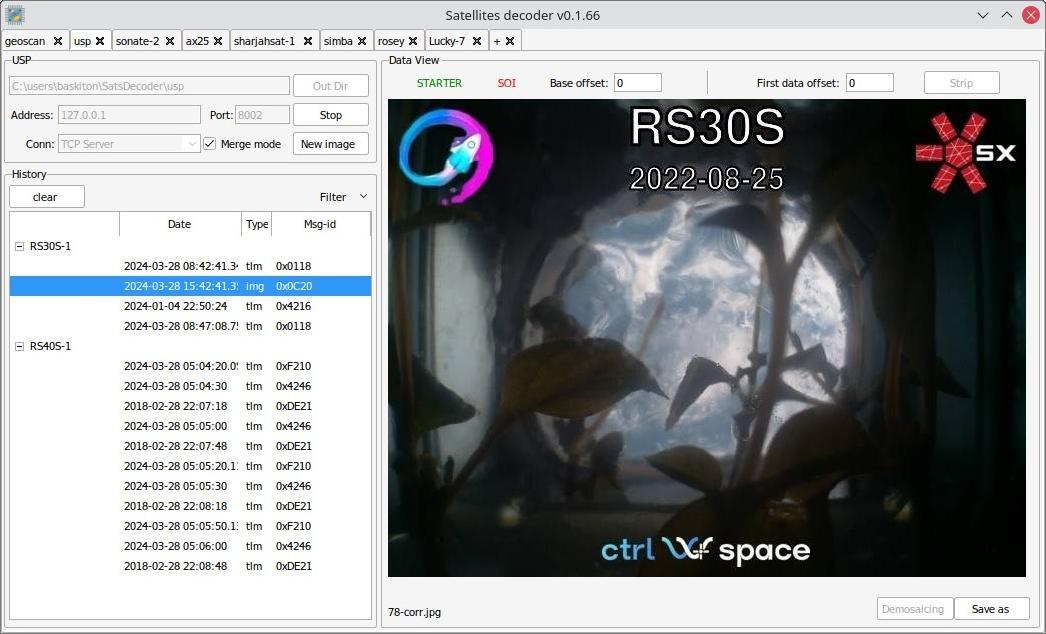 Satellites decoder v0.1.66
geoscan usp sonate-2 ax25 sharjahsat-1 simba rosey Lucky-7 +
USP
C:\users\baskiton\SatsDecoder\usp Out Dir
Address: 127.0.0.1 Port: 8002 Stop
Conn: TCP Server Merge mode New image
History
clear Filter
Date Type Msg-id
RS30S-1
2024-03-28 08:42:41.34 tlm 0x0118
2024-03-28 15:42:41.39 img 0x0C20
2024-01-04 22:50:24 tlm 0x4216
2024-03-28 08:47:08.75 tlm 0x0118
RS40S-1
2024-03-28 05:04:20.09 tlm 0xF210
2024-03-28 05:04:30 tlm 0x4246
2018-02-28 22:07:18 tlm 0xDE21
2024-03-28 05:05:00 tlm 0x4246
2018-02-28 22:07:48 tlm 0xDE21
2024-03-28 05:05:20.1 tlm 0xF210
2024-03-28 05:05:30 tlm 0x4246
2018-02-28 22:08:18 tlm 0xDE21
2024-03-28 05:05:50.1 tlm 0xF210
2024-03-28 05:06:00 tlm 0x4246
2018-02-28 22:08:48 tlm 0xDE21
Data View
STARTER SOI Base offset: 0 First data offset: 0 Strip
RS30S
2022-08-25
SX
ctrl space
78-corr.jpg
Demosaicing Save as